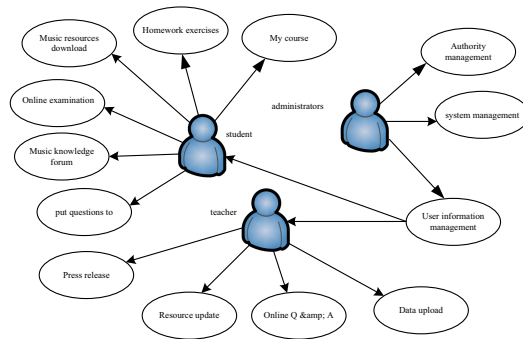 Homework exercises
My course
Music resources
download
Authority
management
Online examination
administrators
system management
student
Music knowledge
forum
put questions to
teacher
User information
management
Press release
Resource update
Online Q &amp; A
Data upload